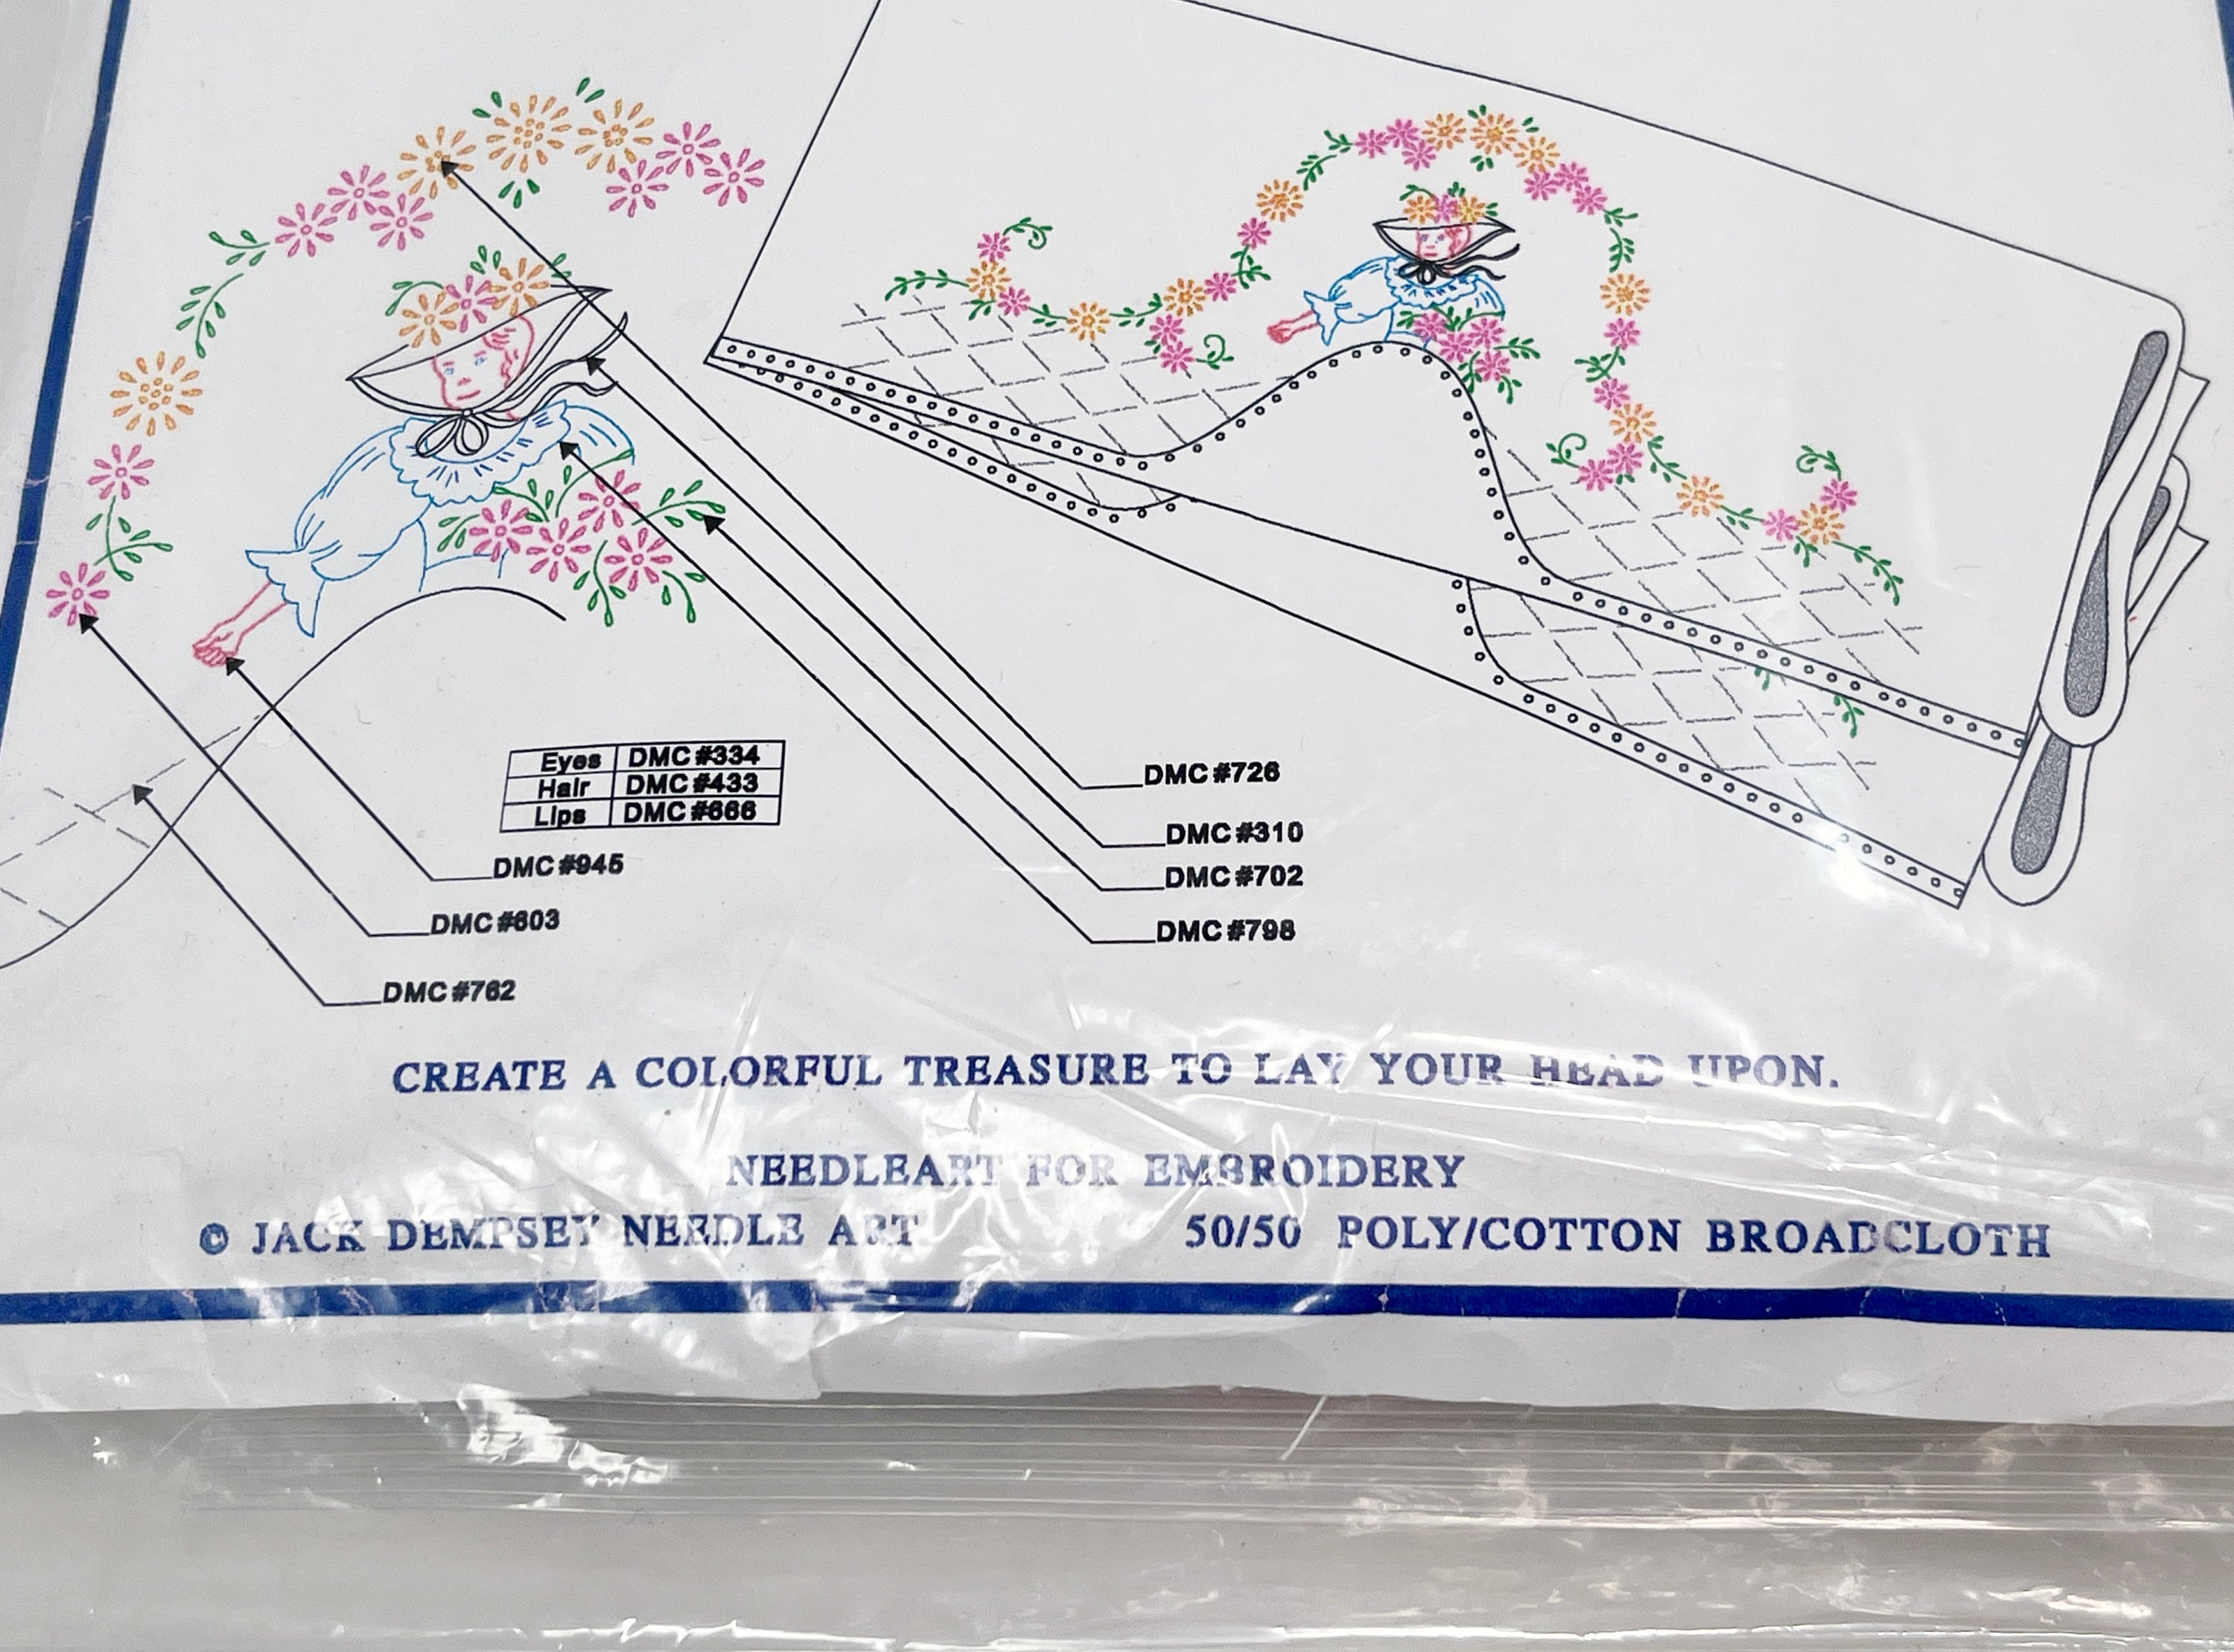 Eyes DMC #334
Hair DMC #433
Lips DMC #666
DMC #726
DMC #310
DMC #702
DMC #798
DMC #945
DMC #603
DMC #762
CREATE A COLORFUL TREASURE TO LAY YOUR HEAD UPON.
NEEDLEART FOR EMBROIDERY
© JACK DEMPSEY NEEDLE ART 50/50 POLY/COTTON BROADCLOTH